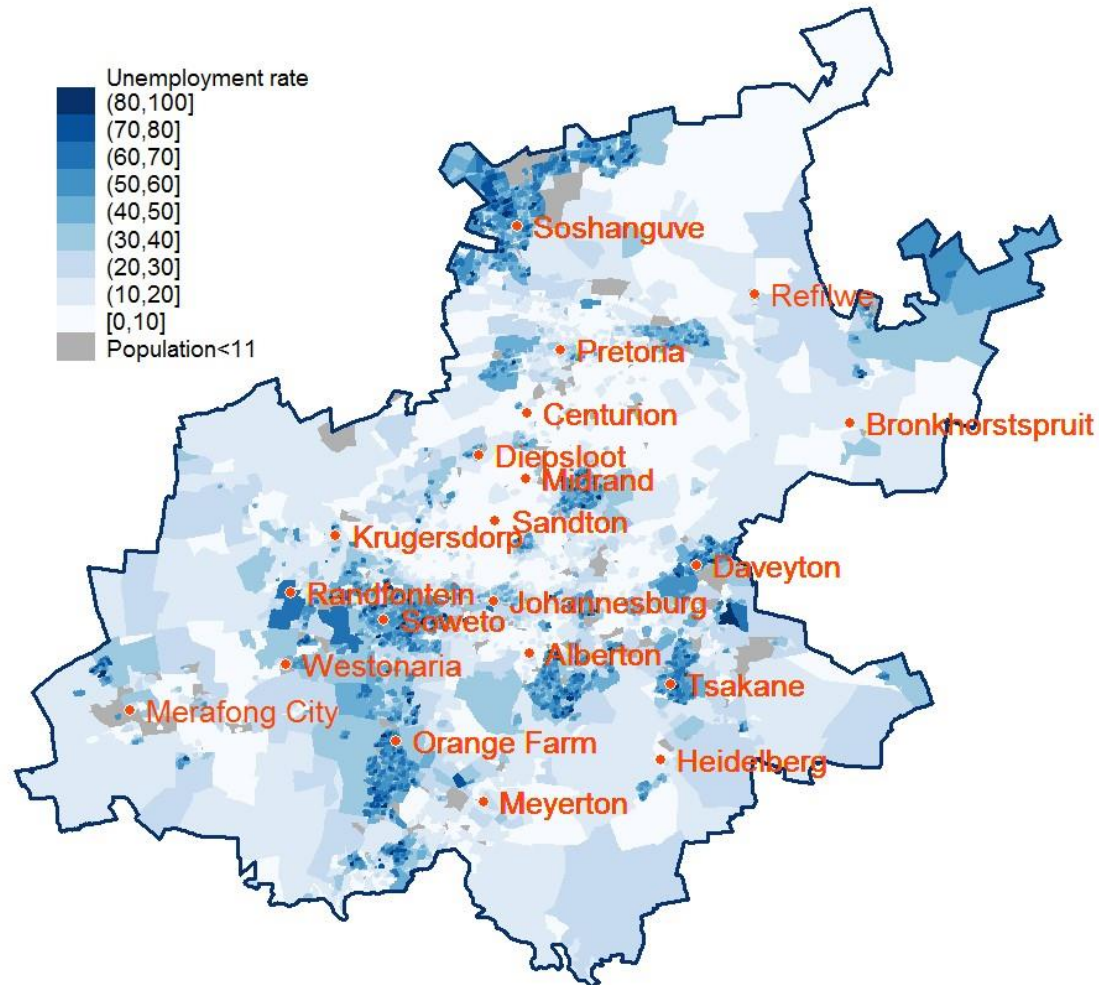 Unemployment rate
(80,100]
(70,80]
(60,70]
(50,60]
(40,50]
(30,40]
(20,30]
(10,20]
[0,10]
Population<11
Soshanguve
Refilwe
Pretoria
Centurion
Bronkhorstspruit
Diepsloot
Midrand
Sandton
Krugersdorp
Daveyton
Randfontein
Johannesburg
Soweto
Alberton
Westonaria
Tsakane
Merafong City
Orange Farm
Heidelberg
Meyerton